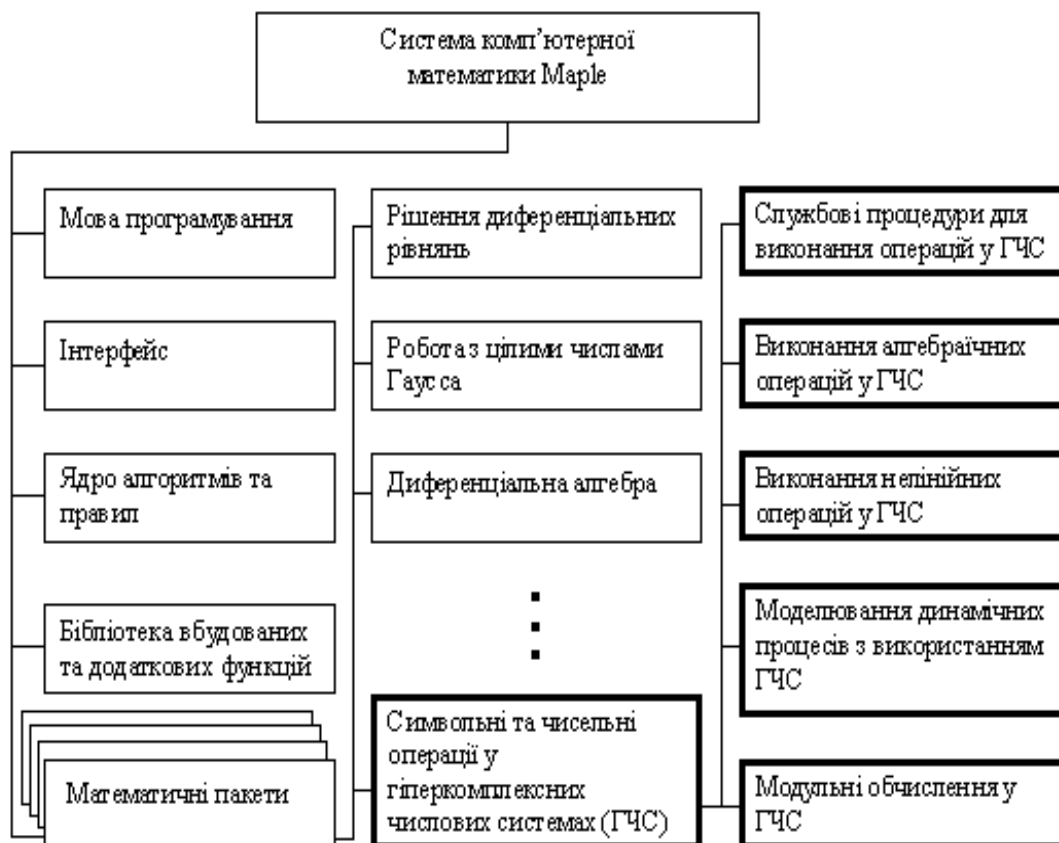 Система комп’ютерної
математики Maple
Мова програмування
Інтерфейс
Ядро алгоритмів та
правил
Бібліотека вбудованих
та додаткових функцій
Математичні пакети
Рішення диференціальних
рівнянь
Робота з цілими числами
Гаусса
Диференціальна алгебра
Символьні та чисельні
операції у
гіперкомплексних
числових системах (ГЧС)
Службові процедури для
виконання операцій у ГЧС
Виконання алгебраїчних
операцій у ГЧС
Виконання нелінійних
операцій у ГЧС
Моделювання динамічних
процесів з використанням
ГЧС
Модульні обчислення у
ГЧС